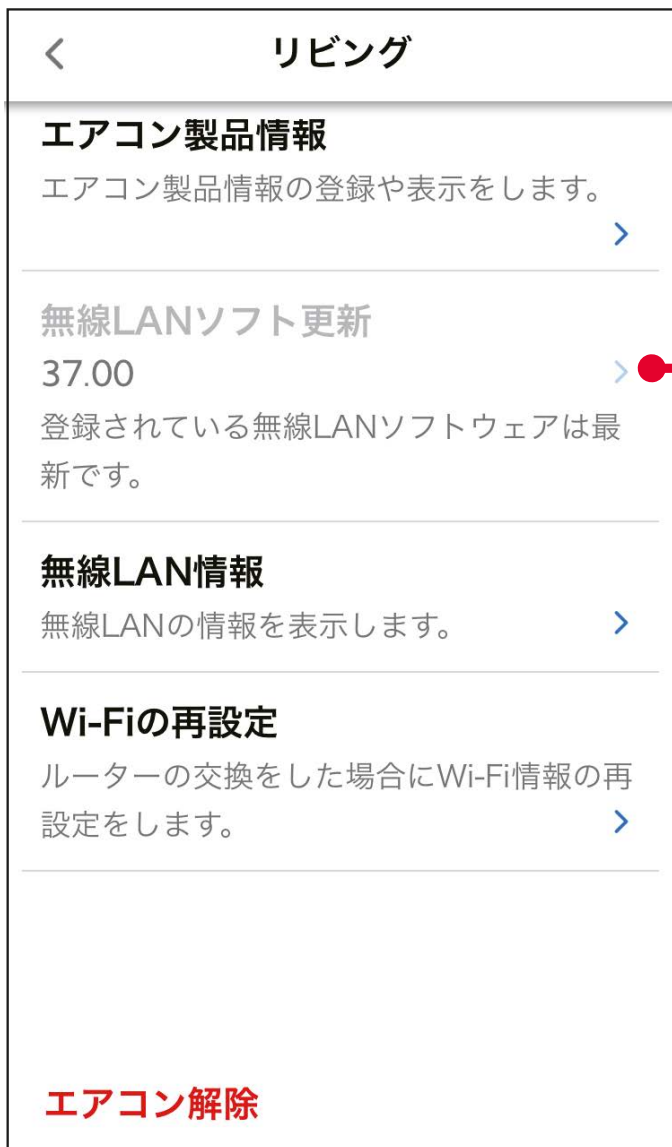 リビング
エアコン製品情報
エアコン製品情報の登録や表示をします。
無線LANソフト更新
37.00
登録されている無線LANソフトウェアは最
新です。
無線LAN情報
無線LANの情報を表示します。
Wi-Fiの再設定
ルーターの交換をした場合にWi-Fi情報の再
設定をします。
エアコン解除